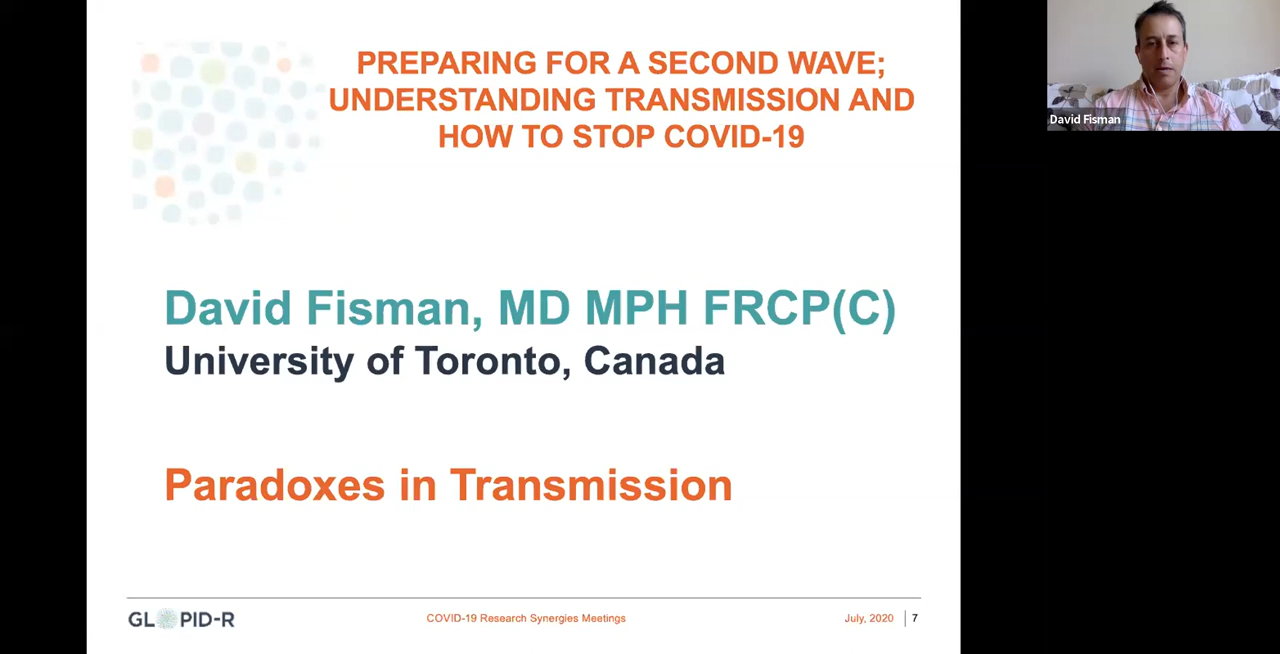 PREPARING FOR A SECOND WAVE;
UNDERSTANDING TRANSMISSION AND
HOW TO STOP COVID-19
David Fisman
David Fisman, MD MPH FRCP(C)
University of Toronto, Canada
Paradoxes in Transmission
GLOPID-R
COVID-19 Research Synergies Meetings
July, 2020
7